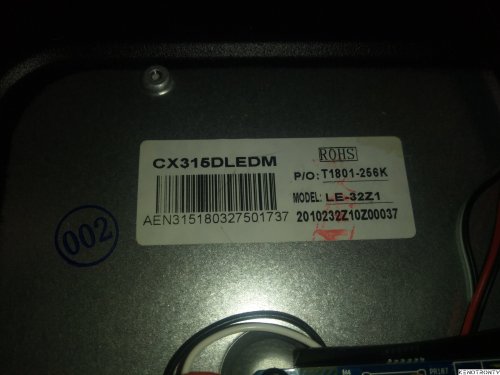 CX315DLEDM
ROHS
P/O: T1801-256K
MODEL: LE-32Z1
AEN315180327501737
2010232Z10Z00037
002